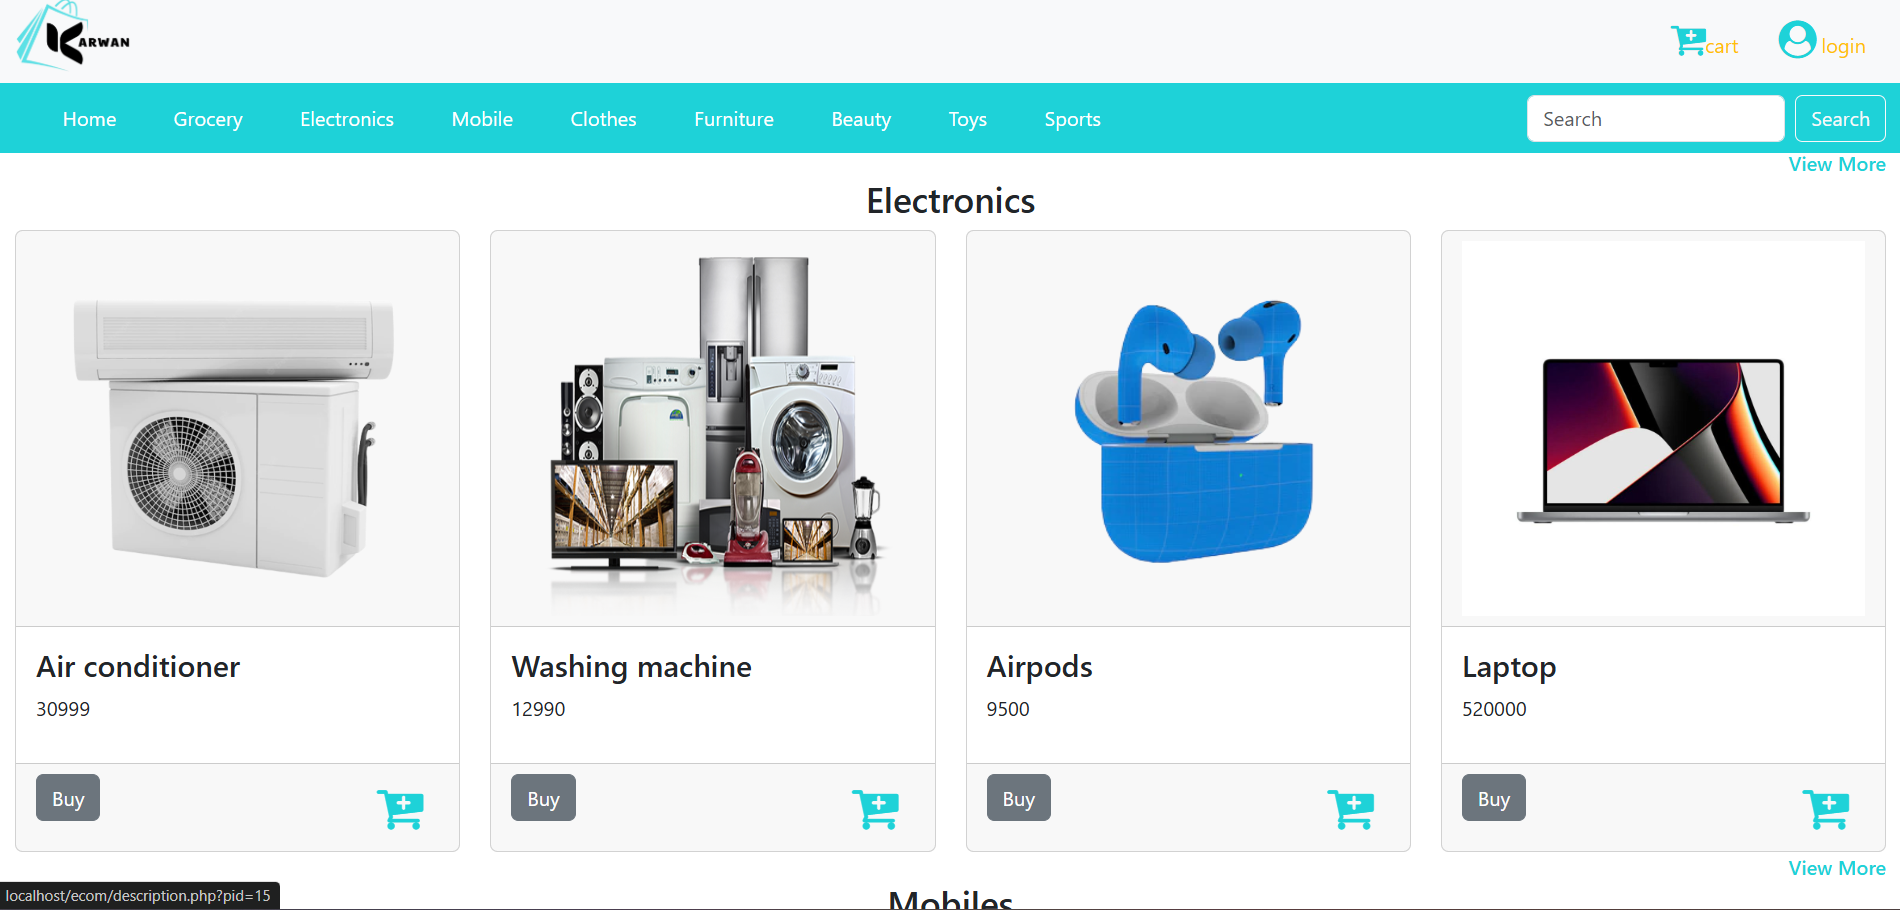 KARWAN
cart
login
Home Grocery Electronics Mobile Clothes Furniture Beauty Toys Sports Search Search
View More
Electronics
Air conditioner Washing machine Airpods Laptop
30999 12990 9500 520000
Buy Buy Buy Buy
View More
Mobiles
localhost/ecom/description.php?pid=15